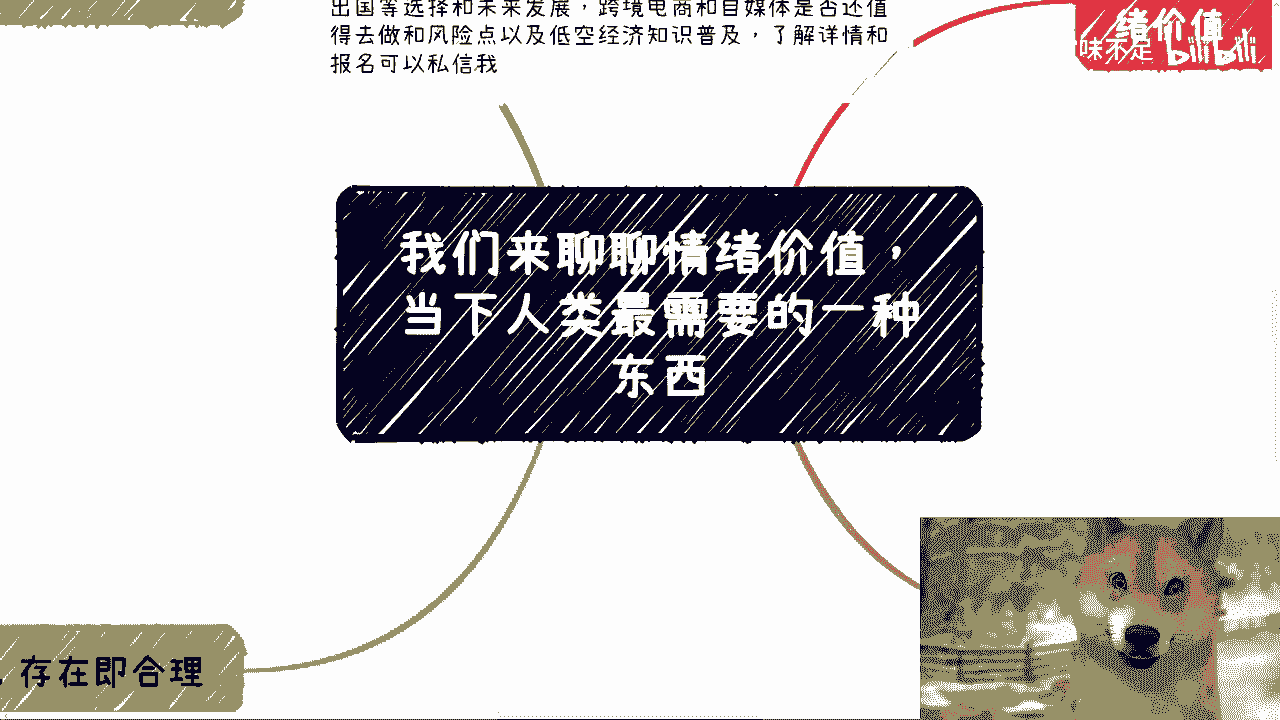 出国等选择和未来发展，跨境电商和自媒体是否还值
得去做和风险点以及低空经济知识普及，了解详情和
报名可以私信我
绪价值
味不足 bilibili
我们来聊聊情绪价值，
当下人类最需要的一种
东西
存在即合理